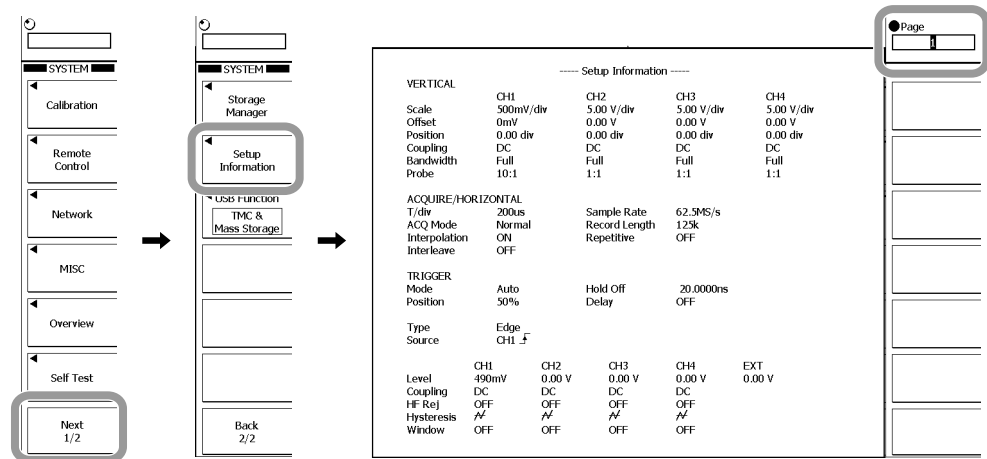 SYSTEM
Calibration
Remote
Control
Network
MISC
Overview
Self Test
Next
1/2
SYSTEM
Storage
Manager
Setup
Information
USB Function
TMC &
Mass Storage
Back
2/2
----- Setup Information -----
VERTICAL
CH1 CH2 CH3 CH4
Scale 500mV/div 5.00 V/div 5.00 V/div 5.00 V/div
Offset 0mV 0.00 V 0.00 V 0.00 V
Position 0.00 div 0.00 div 0.00 div 0.00 div
Coupling DC DC DC DC
Bandwidth Full Full Full Full
Probe 10:1 1:1 1:1 1:1
ACQUIRE/HORIZONTAL
T/div 200us Sample Rate 62.5MS/s
ACQ Mode Normal Record Length 125k
Interpolation ON Repetitive OFF
Interleave OFF
TRIGGER
Mode Auto Hold Off 20.0000ns
Position 50% Delay OFF
Type Edge
Source CH1
CH1 CH2 CH3 CH4 EXT
Level 490mV 0.00 V 0.00 V 0.00 V 0.00 V
Coupling DC DC DC DC
HF Rej OFF OFF OFF OFF
Hysteresis
Window OFF OFF OFF OFF
Page
1